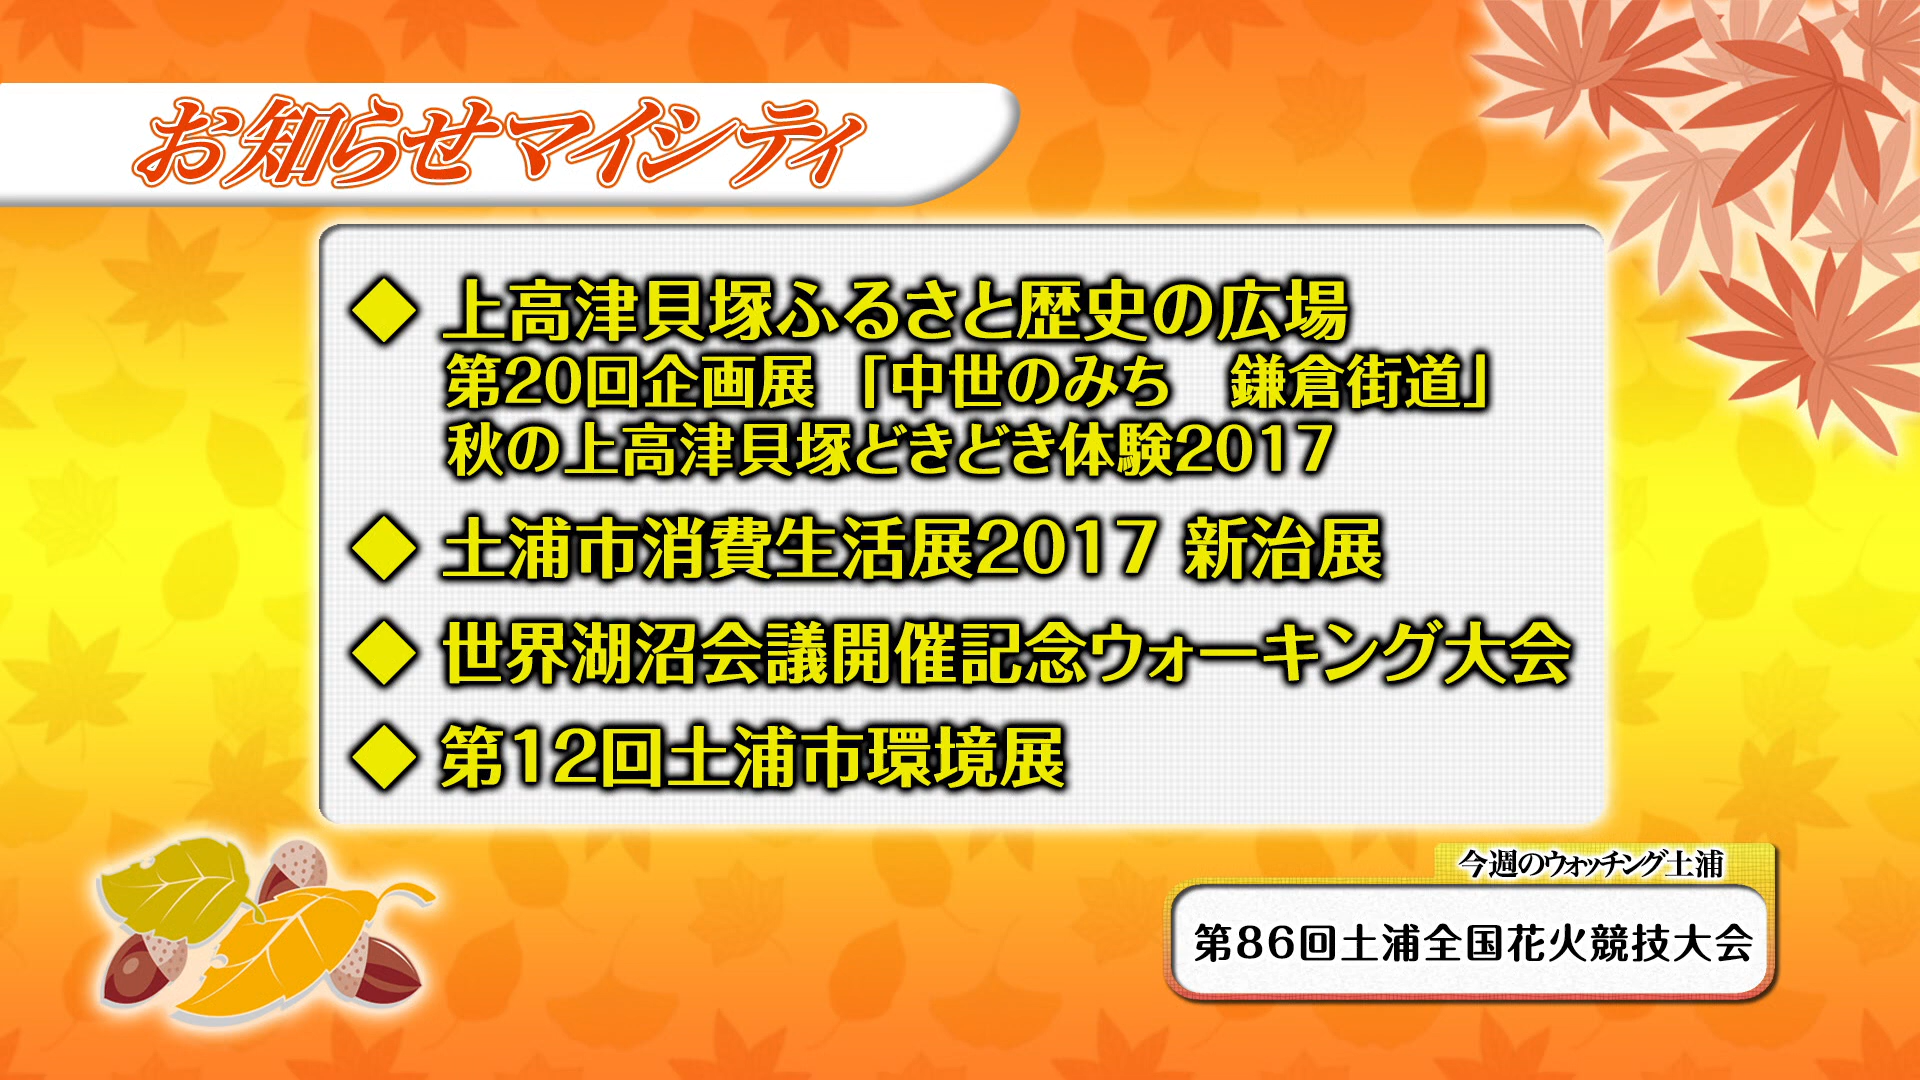 お知らせマイシティ
◆ 上高津貝塚ふるさと歴史の広場
第20回企画展 「中世のみち　鎌倉街道」
秋の上高津貝塚どきどき体験2017
◆ 土浦市消費生活展2017 新治展
◆ 世界湖沼会議開催記念ウォーキング大会
◆ 第12回土浦市環境展
今週のウォッチング土浦
第86回土浦全国花火競技大会